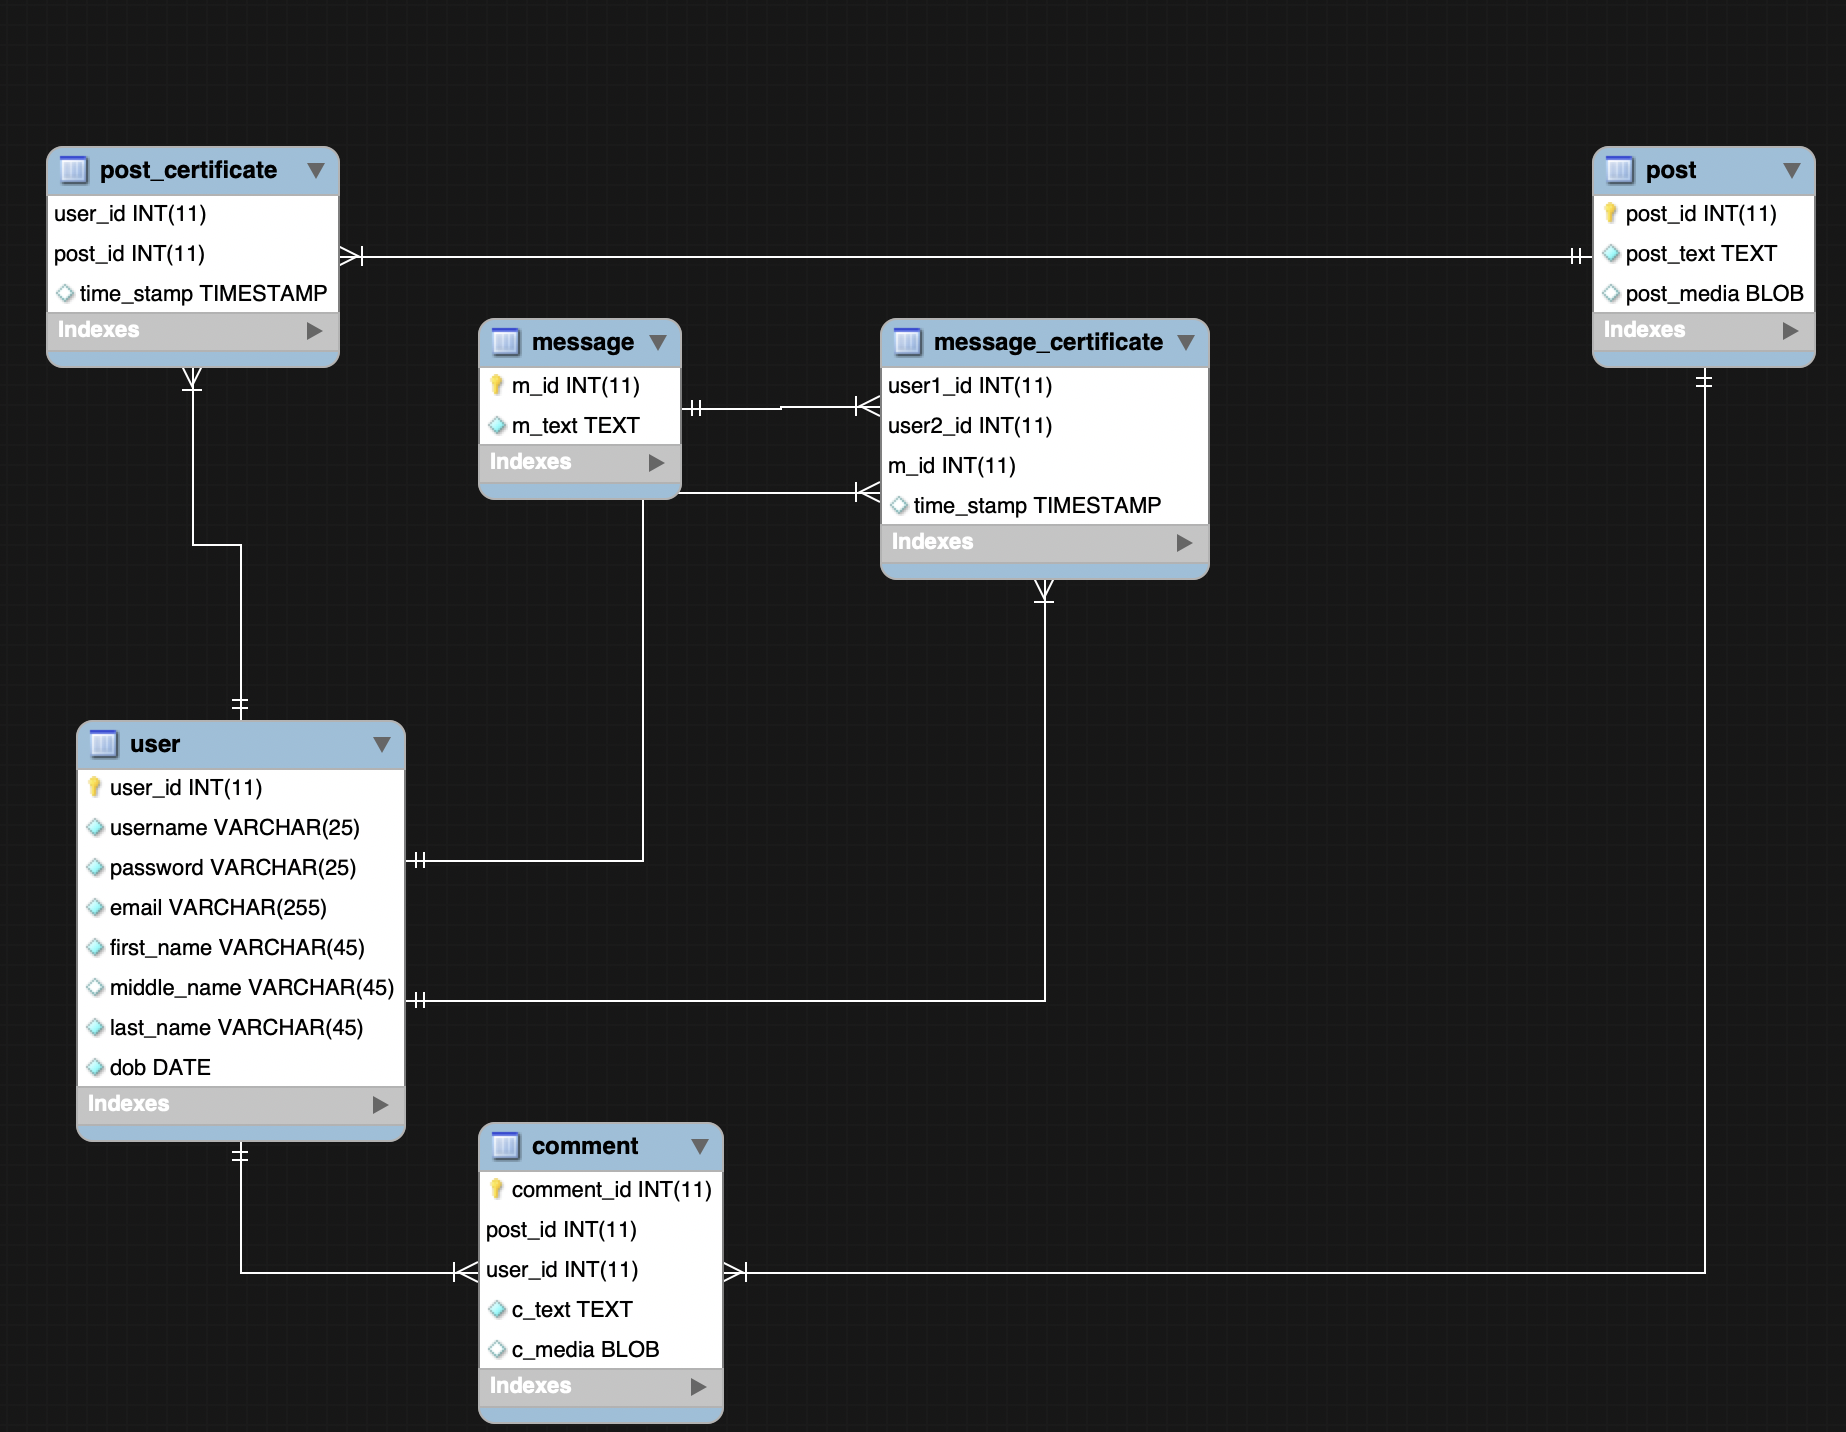 post_certificate
user_id INT(11)
post_id INT(11)
time_stamp TIMESTAMP
Indexes
post
post_id INT(11)
post_text TEXT
post_media BLOB
Indexes
message
m_id INT(11)
m_text TEXT
Indexes
message_certificate
user1_id INT(11)
user2_id INT(11)
m_id INT(11)
time_stamp TIMESTAMP
Indexes
user
user_id INT(11)
username VARCHAR(25)
password VARCHAR(25)
email VARCHAR(255)
first_name VARCHAR(45)
middle_name VARCHAR(45)
last_name VARCHAR(45)
dob DATE
Indexes
comment
comment_id INT(11)
post_id INT(11)
user_id INT(11)
c_text TEXT
c_media BLOB
Indexes